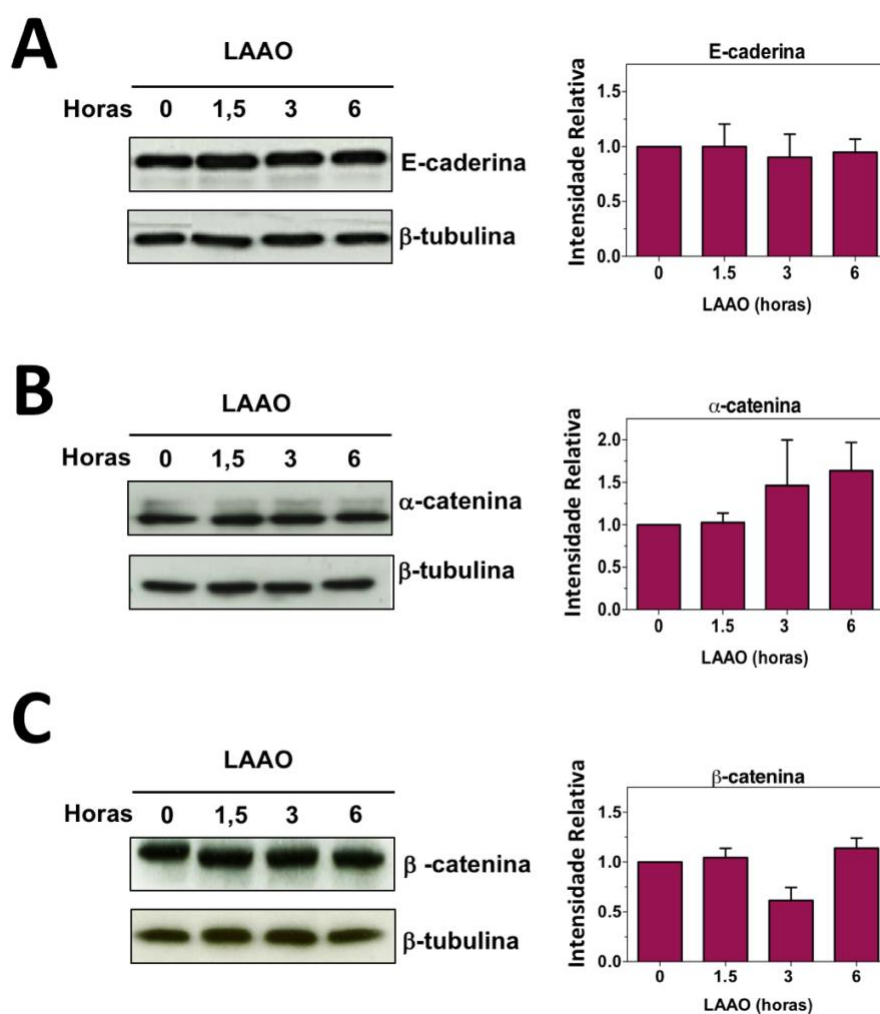 A
LAAO
Horas 0 1,5 3 6
E-caderina
β-tubulina
E-caderina
Intensidade Relativa
1.5
1.0
0.5
0.0
0 1.5 3 6
LAAO (horas)
B
LAAO
Horas 0 1,5 3 6
α-catenina
β-tubulina
α-catenina
Intensidade Relativa
2.0
1.5
1.0
0.5
0.0
0 1.5 3 6
LAAO (horas)
C
LAAO
Horas 0 1,5 3 6
β -catenina
β-tubulina
β-catenina
Intensidade Relativa
1.5
1.0
0.5
0.0
0 1.5 3 6
LAAO (horas)